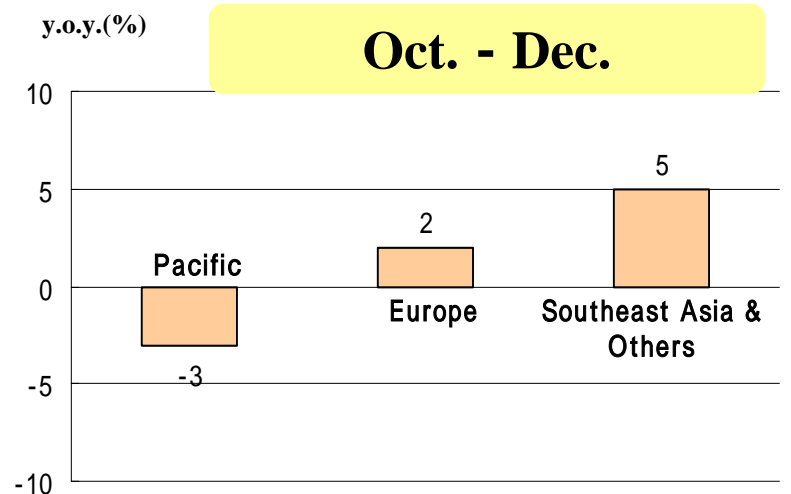 y.o.y.(%)
Oct. - Dec.
10
5
0
-5
-10
Pacific
-3
2
Europe
5
Southeast Asia &
Others